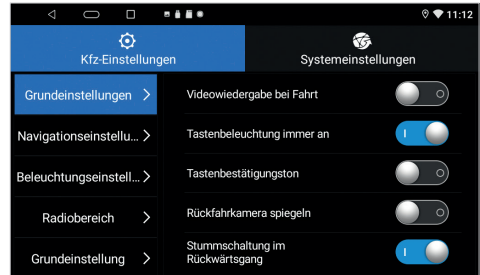 11:12
Kfz-Einstellungen
Systemeinstellungen
Grundeinstellungen
Navigationseinstellu...
Beleuchtungseinstell...
Radiobereich
Grundeinstellung
Videowiedergabe bei Fahrt
Tastenbeleuchtung immer an
Tastenbestätigungston
Rückfahrkamera spiegeln
Stummschaltung im
Rückwärtsgang